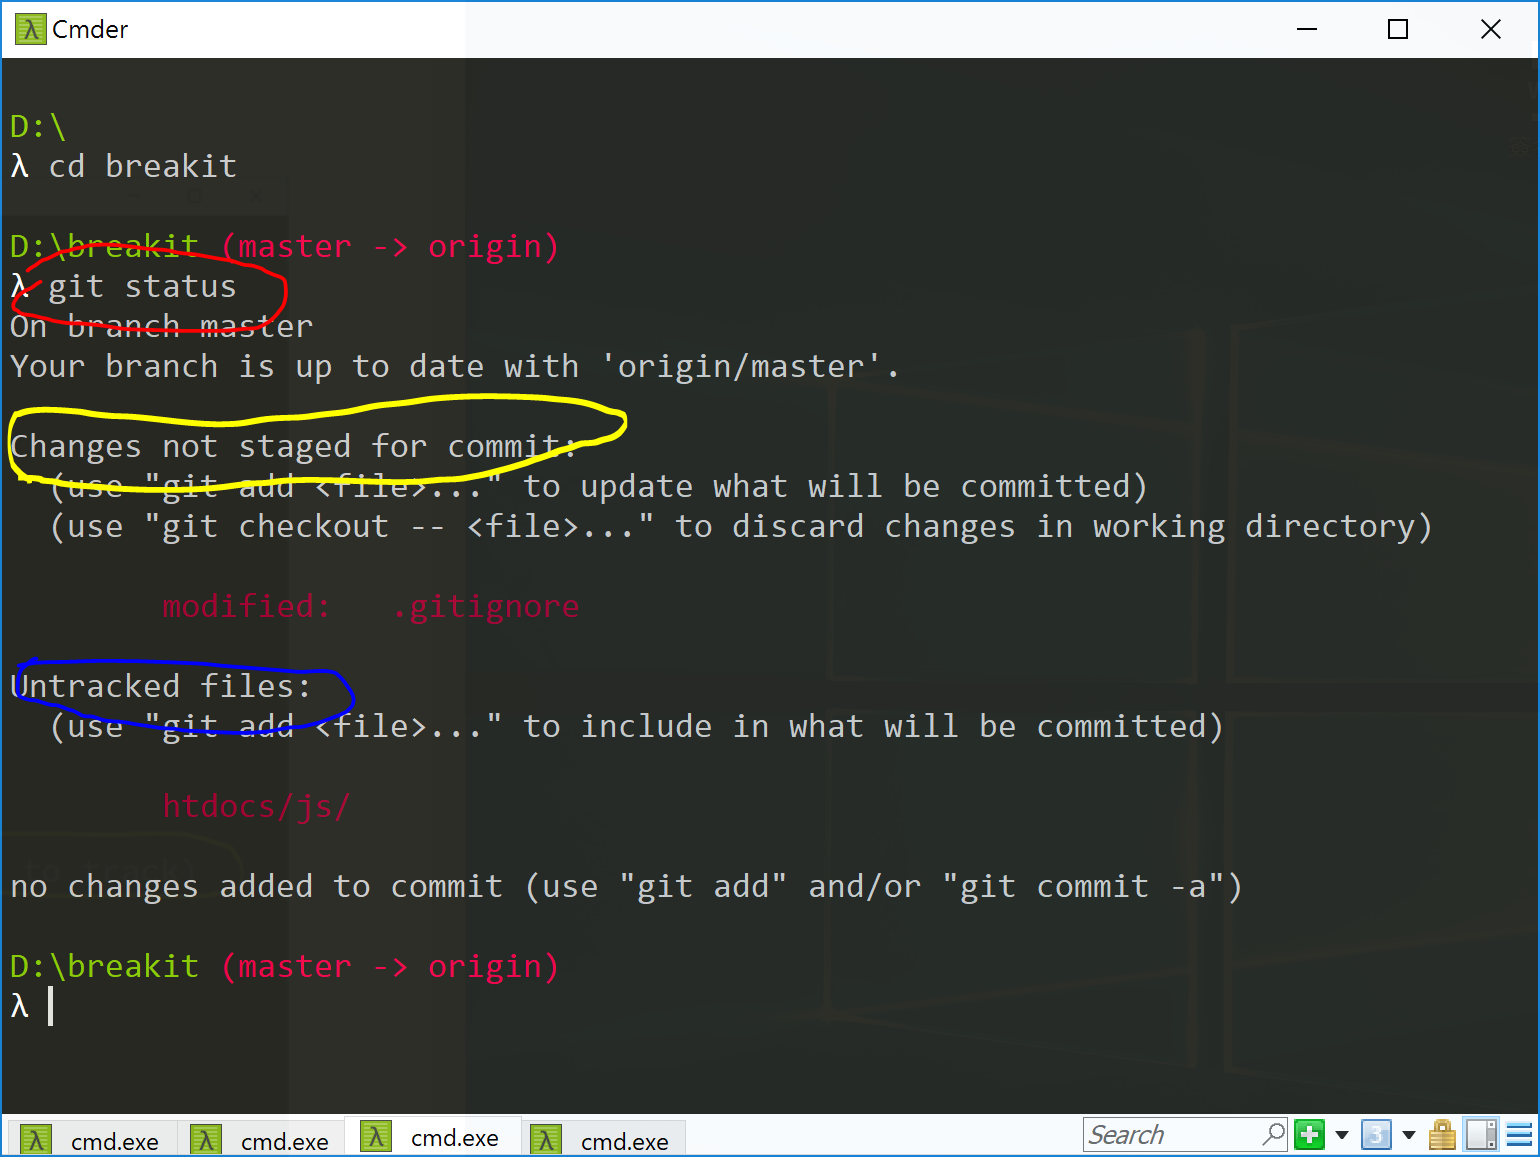 Cmder
D:\
λ cd breakit
D:\breakit (master -> origin)
λ git status
On branch master
Your branch is up to date with 'origin/master'.
Changes not staged for commit:
  (use "git add <file>..." to update what will be committed)
  (use "git checkout -- <file>..." to discard changes in working directory)
        modified:   .gitignore
Untracked files:
  (use "git add <file>..." to include in what will be committed)
        htdocs/js/
no changes added to commit (use "git add" and/or "git commit -a")
D:\breakit (master -> origin)
λ
λ cmd.exe λ cmd.exe λ cmd.exe λ cmd.exe Search 3